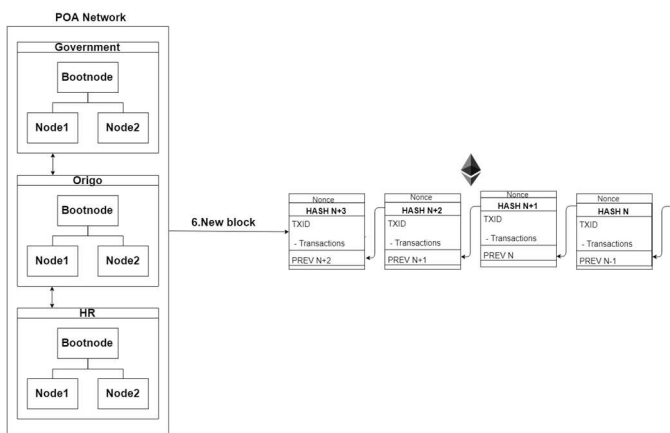 POA Network
Government
Bootnode
Node1 Node2
Origo
Bootnode
Node1 Node2
HR
Bootnode
Node1 Node2
6.New block
Nonce
HASH N+3
TXID
- Transactions
PREV N+2
Nonce
HASH N+2
TXID
- Transactions
PREV N+1
Nonce
HASH N+1
TXID
- Transactions
PREV N
Nonce
HASH N
TXID
- Transactions
PREV N-1